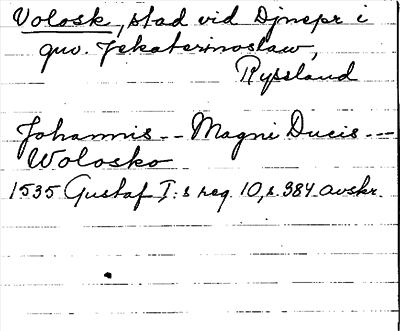 Volosk, stad vid Djnepr i
guv. Jekaterinoslaw,
Ryssland
Johannis -- Magni Ducis --
Wolosko
1535 Gustaf I:s reg. 10, s. 384 avskr.